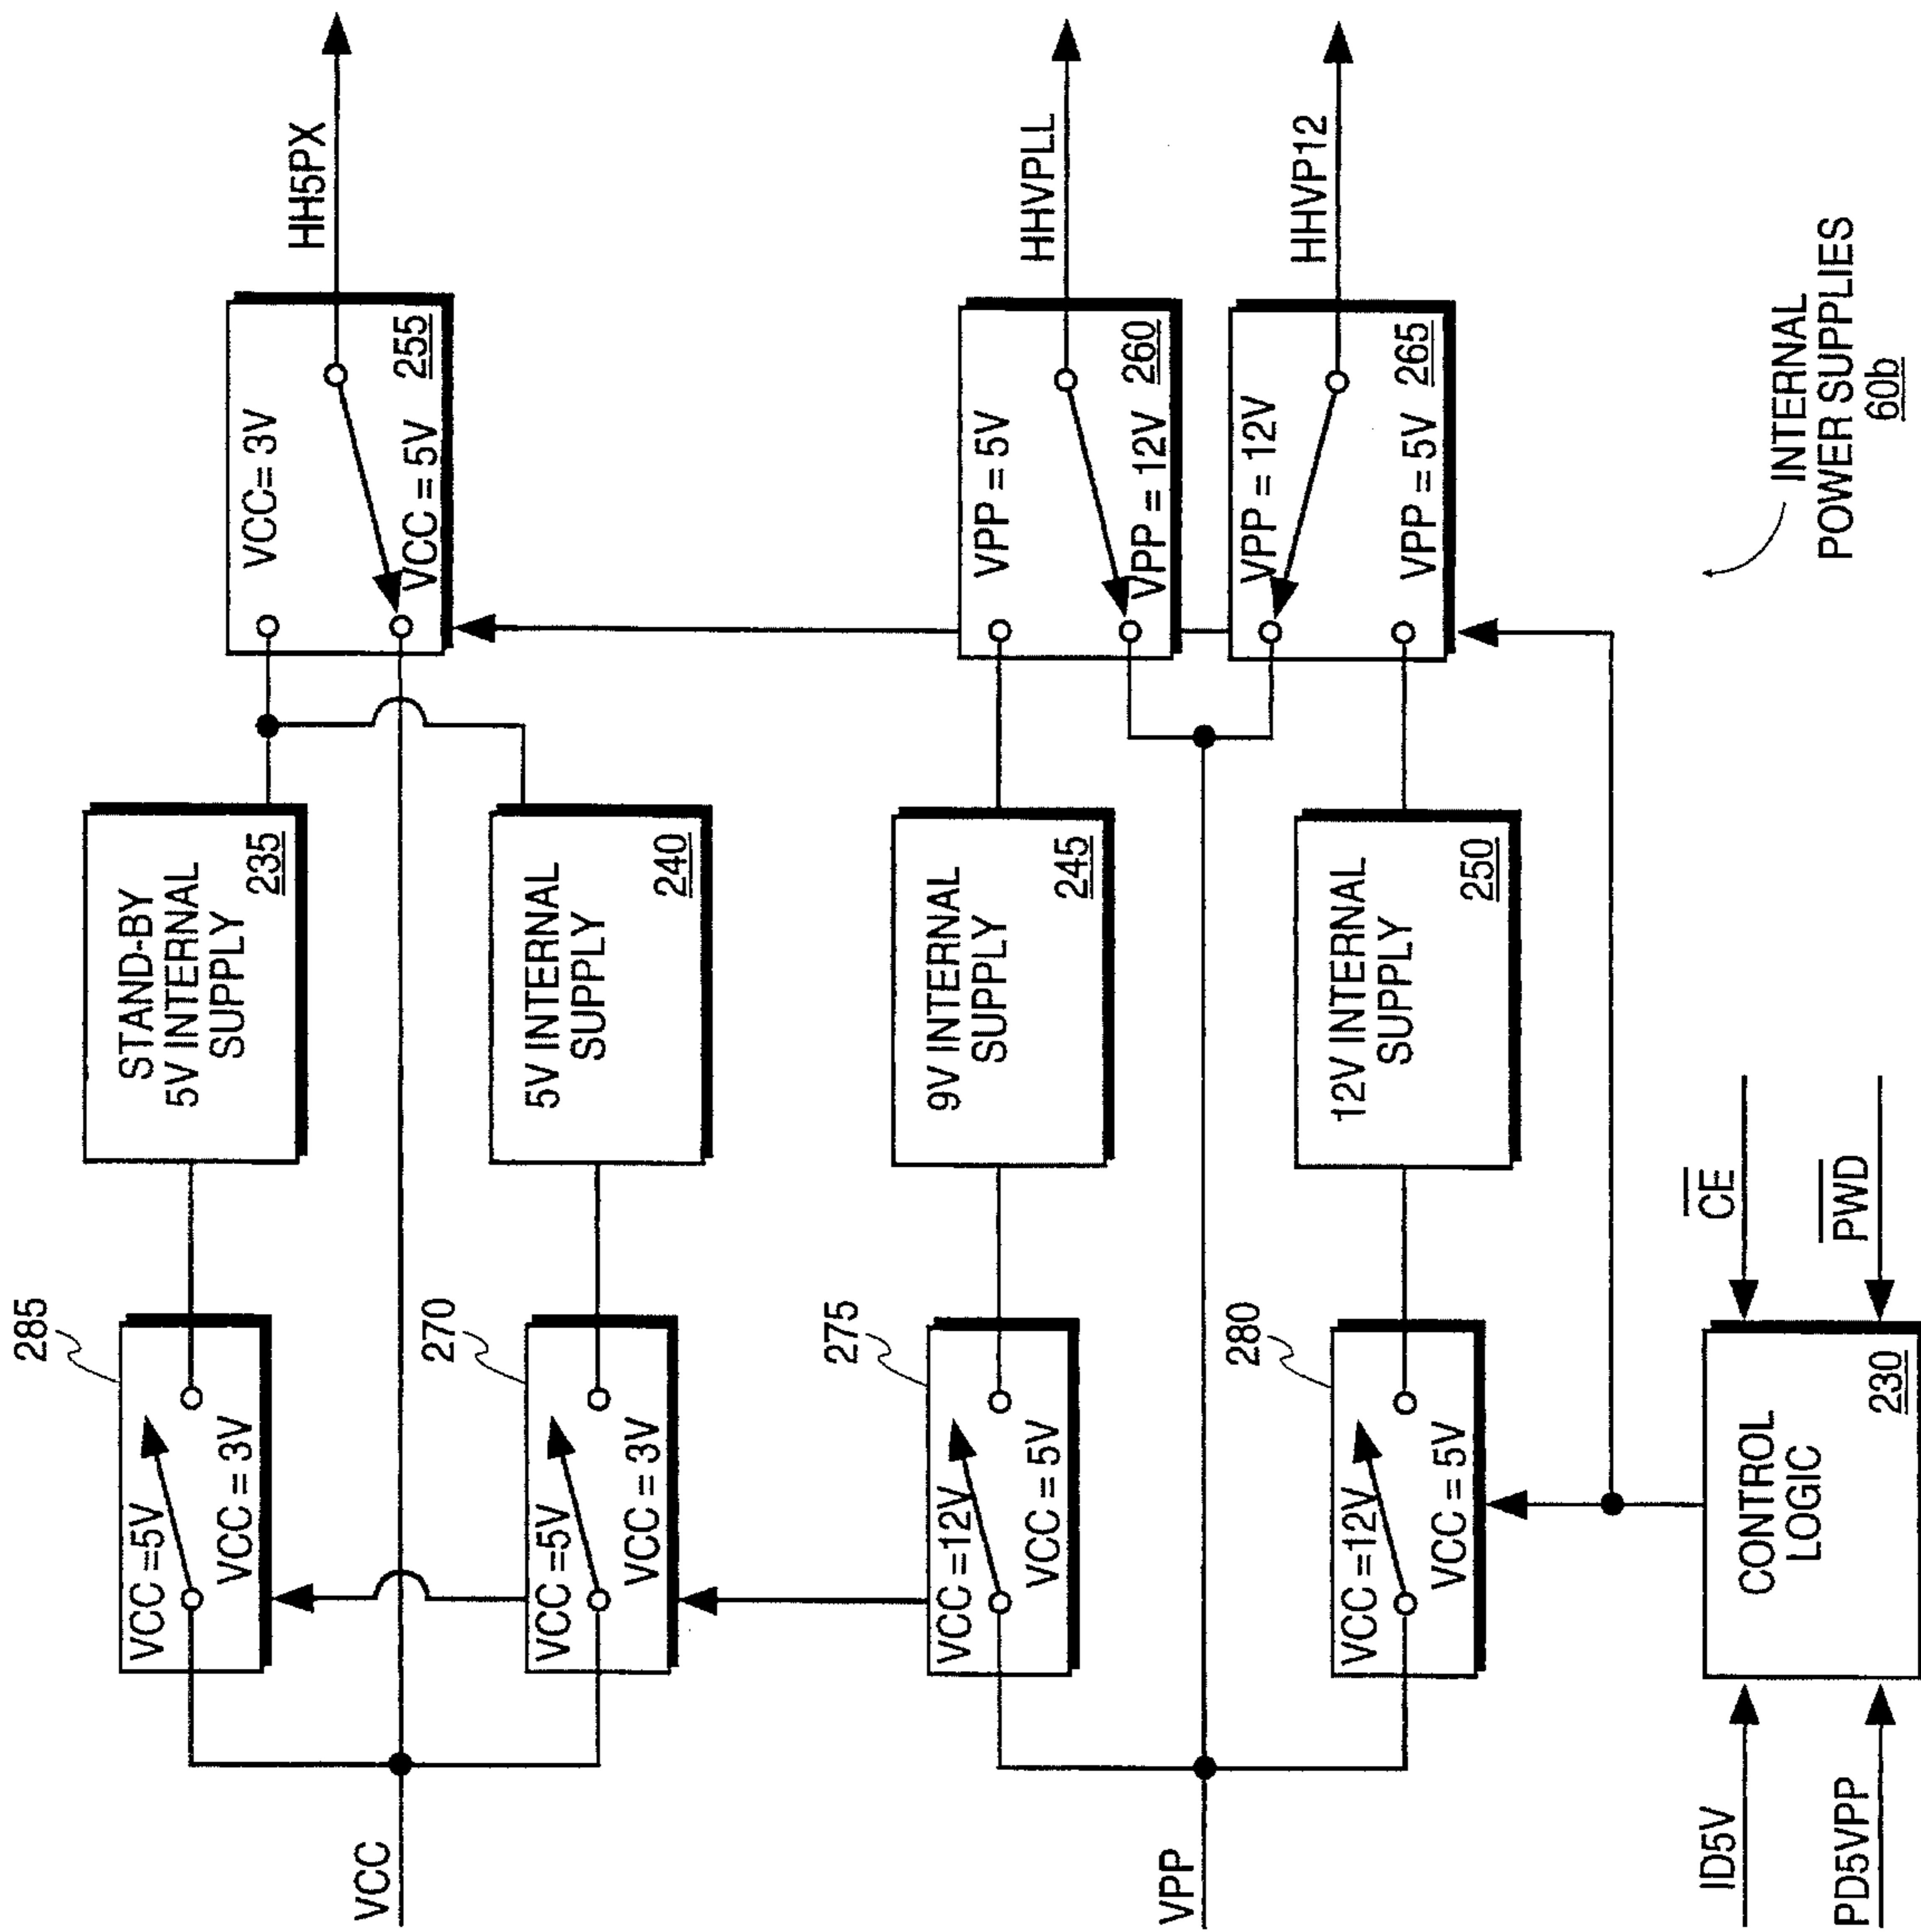 VCC
285
VCC =5V
VCC = 3V
STAND-BY
5V INTERNAL
SUPPLY
235
VCC= 3V
VCC = 5V
255
HH5PX
270
VCC =5V
VCC = 3V
5V INTERNAL
SUPPLY
240
VPP
275
VCC =12V
VCC = 5V
9V INTERNAL
SUPPLY
245
VPP = 5V
VPP = 12V
260
HHVPLL
280
VCC =12V
VCC = 5V
12V INTERNAL
SUPPLY
250
VPP = 12V
VPP = 5V
265
HHVP12
ID5V
PD5VPP
CONTROL
LOGIC
230
CE
PWD
INTERNAL
POWER SUPPLIES
60b